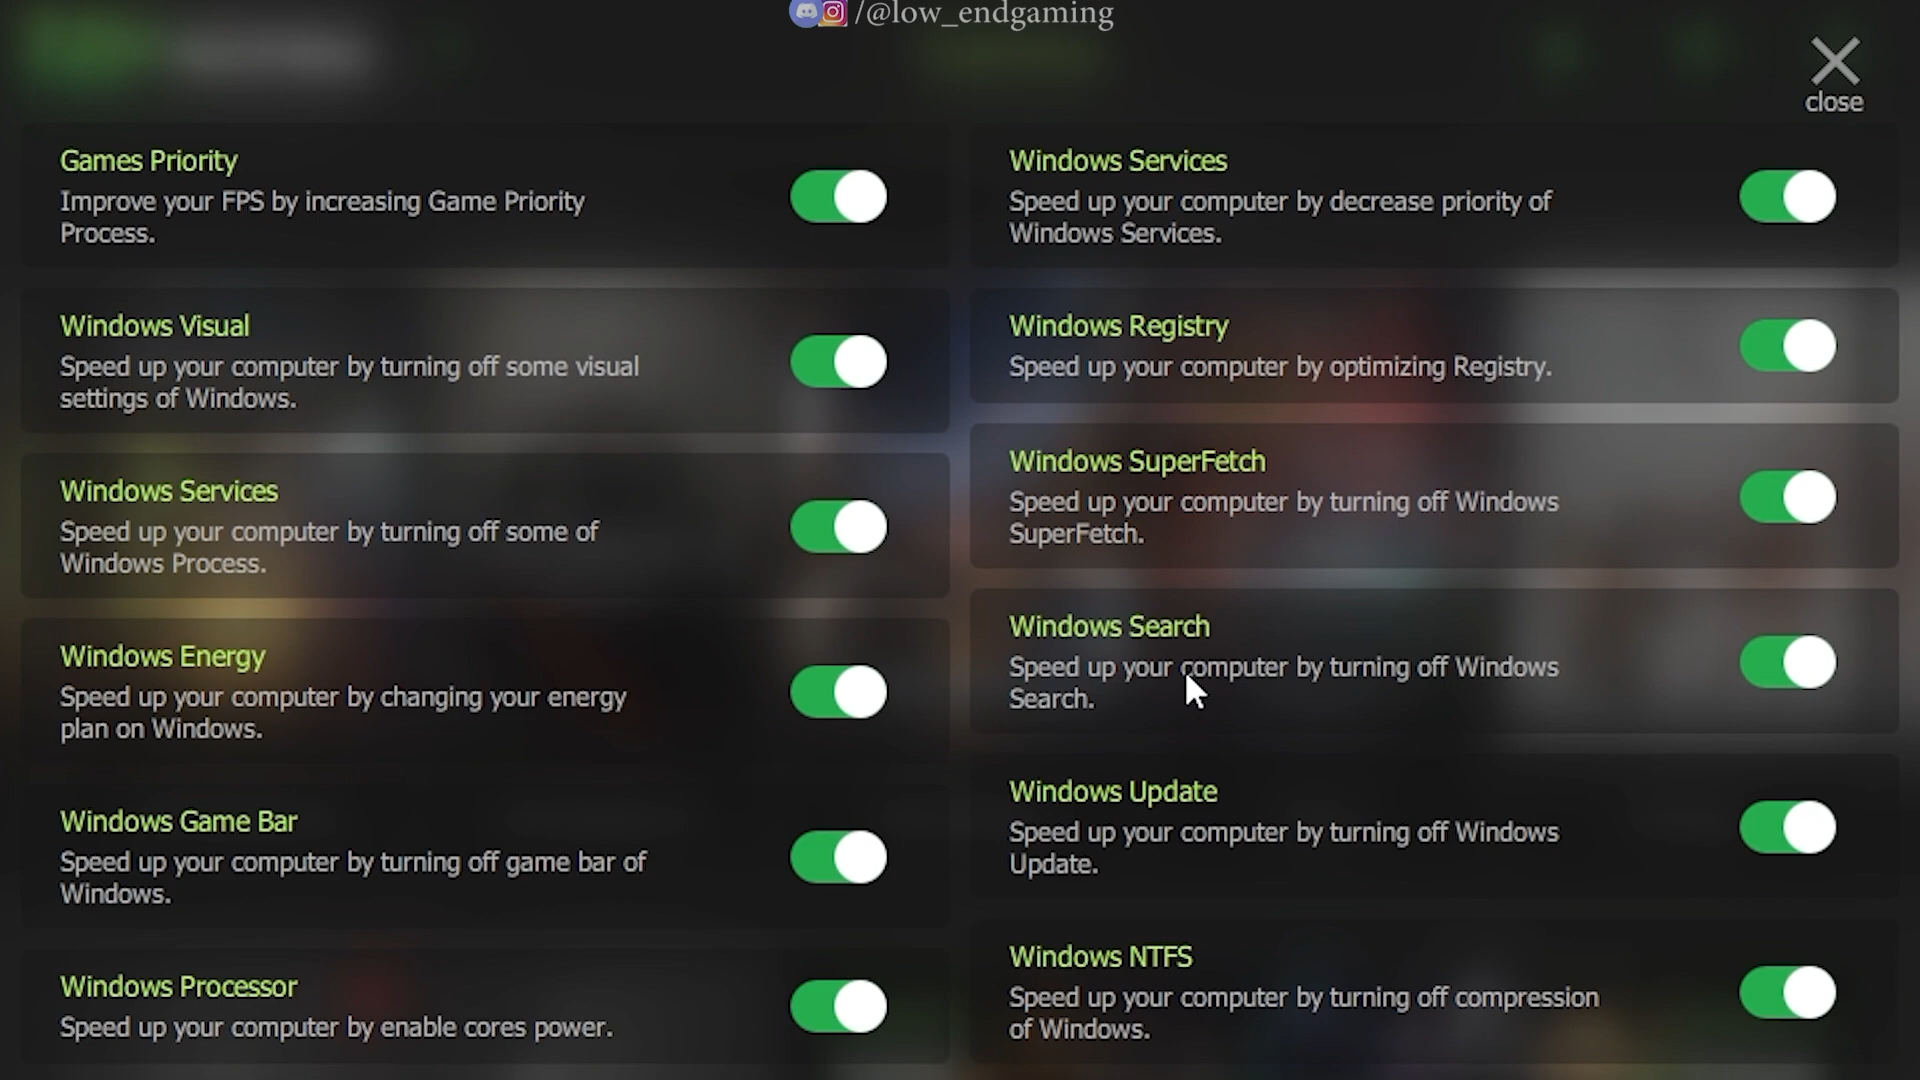 /@low_endgaming
close
Games Priority
Improve your FPS by increasing Game Priority
Process.
Windows Visual
Speed up your computer by turning off some visual
settings of Windows.
Windows Services
Speed up your computer by turning off some of
Windows Process.
Windows Energy
Speed up your computer by changing your energy
plan on Windows.
Windows Game Bar
Speed up your computer by turning off game bar of
Windows.
Windows Processor
Speed up your computer by enable cores power.
Windows Services
Speed up your computer by decrease priority of
Windows Services.
Windows Registry
Speed up your computer by optimizing Registry.
Windows SuperFetch
Speed up your computer by turning off Windows
SuperFetch.
Windows Search
Speed up your computer by turning off Windows
Search.
Windows Update
Speed up your computer by turning off Windows
Update.
Windows NTFS
Speed up your computer by turning off compression
of Windows.